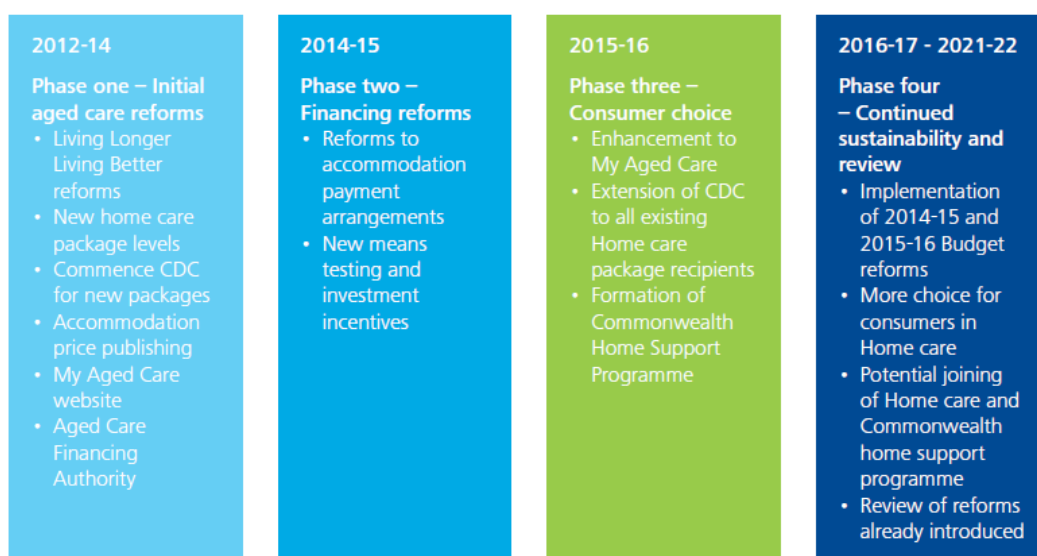 2012-14
Phase one – Initial
aged care reforms
• Living Longer
Living Better
reforms
• New home care
package levels
• Commence CDC
for new packages
• Accommodation
price publishing
• My Aged Care
website
• Aged Care
Financing
Authority
2014-15
Phase two –
Financing reforms
• Reforms to
accommodation
payment
arrangements
• New means
testing and
investment
incentives
2015-16
Phase three –
Consumer choice
• Enhancement to
My Aged Care
• Extension of CDC
to all existing
Home care
package recipients
• Formation of
Commonwealth
Home Support
Programme
2016-17 - 2021-22
Phase four
– Continued
sustainability and
review
• Implementation
of 2014-15 and
2015-16 Budget
reforms
• More choice for
consumers in
Home care
• Potential joining
of Home care and
Commonwealth
home support
programme
• Review of reforms
already introduced